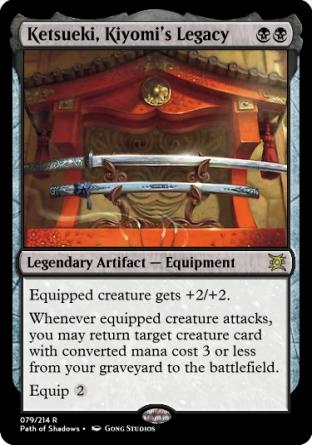 Ketsueki, Kiyomi's Legacy
Legendary Artifact — Equipment
Equipped creature gets +2/+2.
Whenever equipped creature attacks,
you may return target creature card
with converted mana cost 3 or less
from your graveyard to the battlefield.
Equip 2
079/214 R
Path of Shadows • Gong Studios